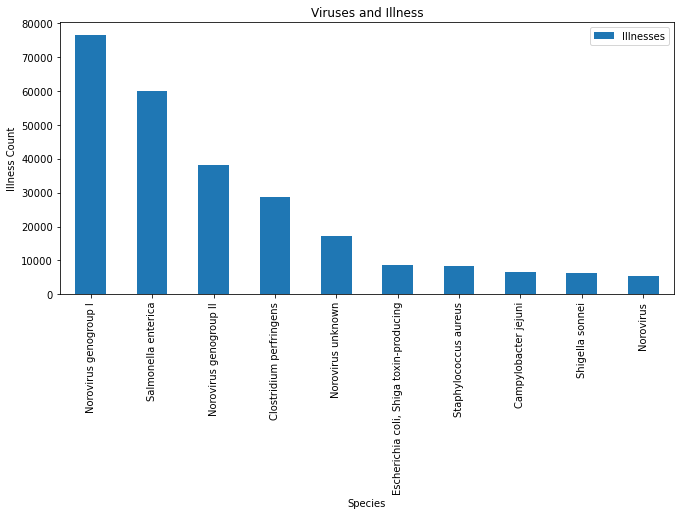 Viruses and Illness
Illnesses
80000
70000
60000
50000
40000
30000
20000
10000
0
Illness Count
Norovirus genogroup I
Salmonella enterica
Norovirus genogroup II
Clostridium perfringens
Norovirus unknown
Escherichia coli, Shiga toxin-producing
Staphylococcus aureus
Campylobacter jejuni
Shigella sonnei
Norovirus
Species